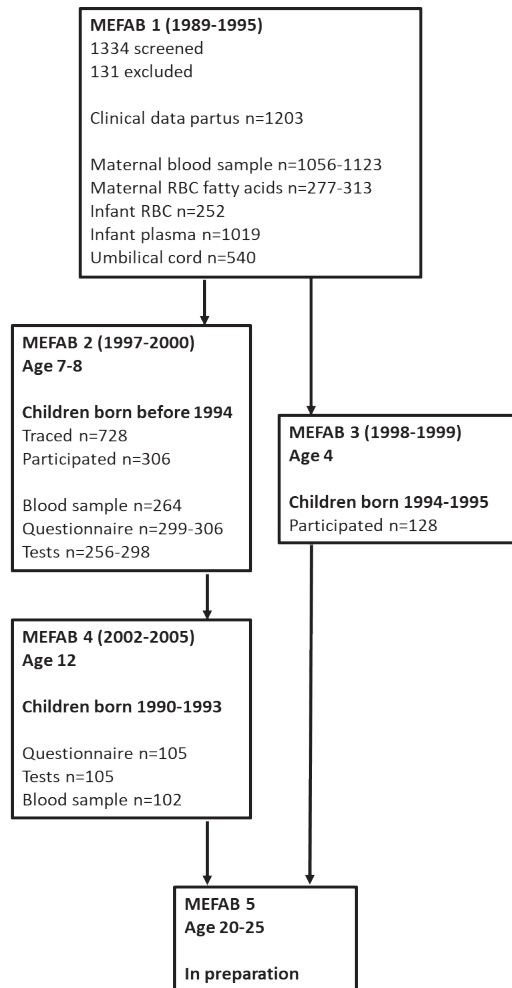 MEFAB 1 (1989-1995)
1334 screened
131 excluded
Clinical data partus n=1203
Maternal blood sample n=1056-1123
Maternal RBC fatty acids n=277-313
Infant RBC n=252
Infant plasma n=1019
Umbilical cord n=540
MEFAB 2 (1997-2000)
Age 7-8
Children born before 1994
Traced n=728
Participated n=306
Blood sample n=264
Questionnaire n=299-306
Tests n=256-298
MEFAB 3 (1998-1999)
Age 4
Children born 1994-1995
Participated n=128
MEFAB 4 (2002-2005)
Age 12
Children born 1990-1993
Questionnaire n=105
Tests n=105
Blood sample n=102
MEFAB 5
Age 20-25
In preparation